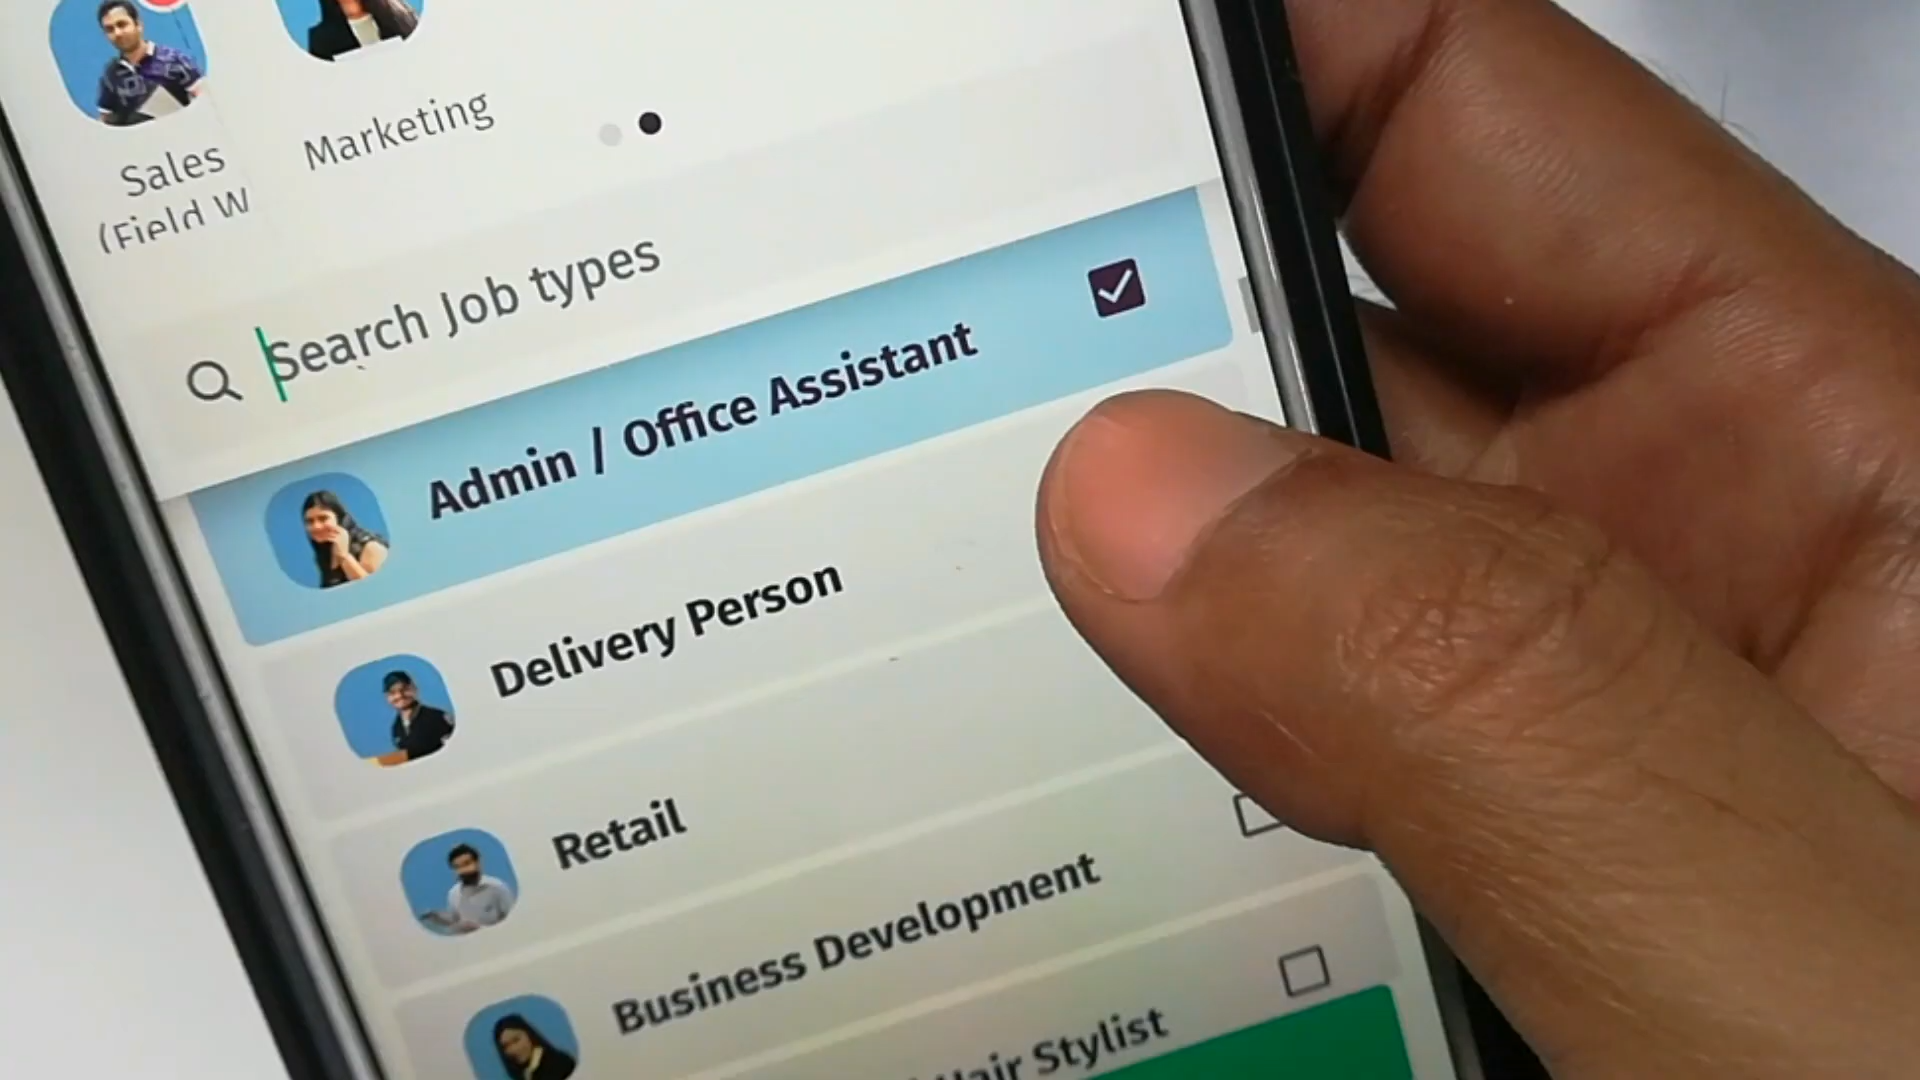 Sales
(Field W
Marketing
Search Job types
Admin / Office Assistant
Delivery Person
Retail
Business Development
Hair Stylist